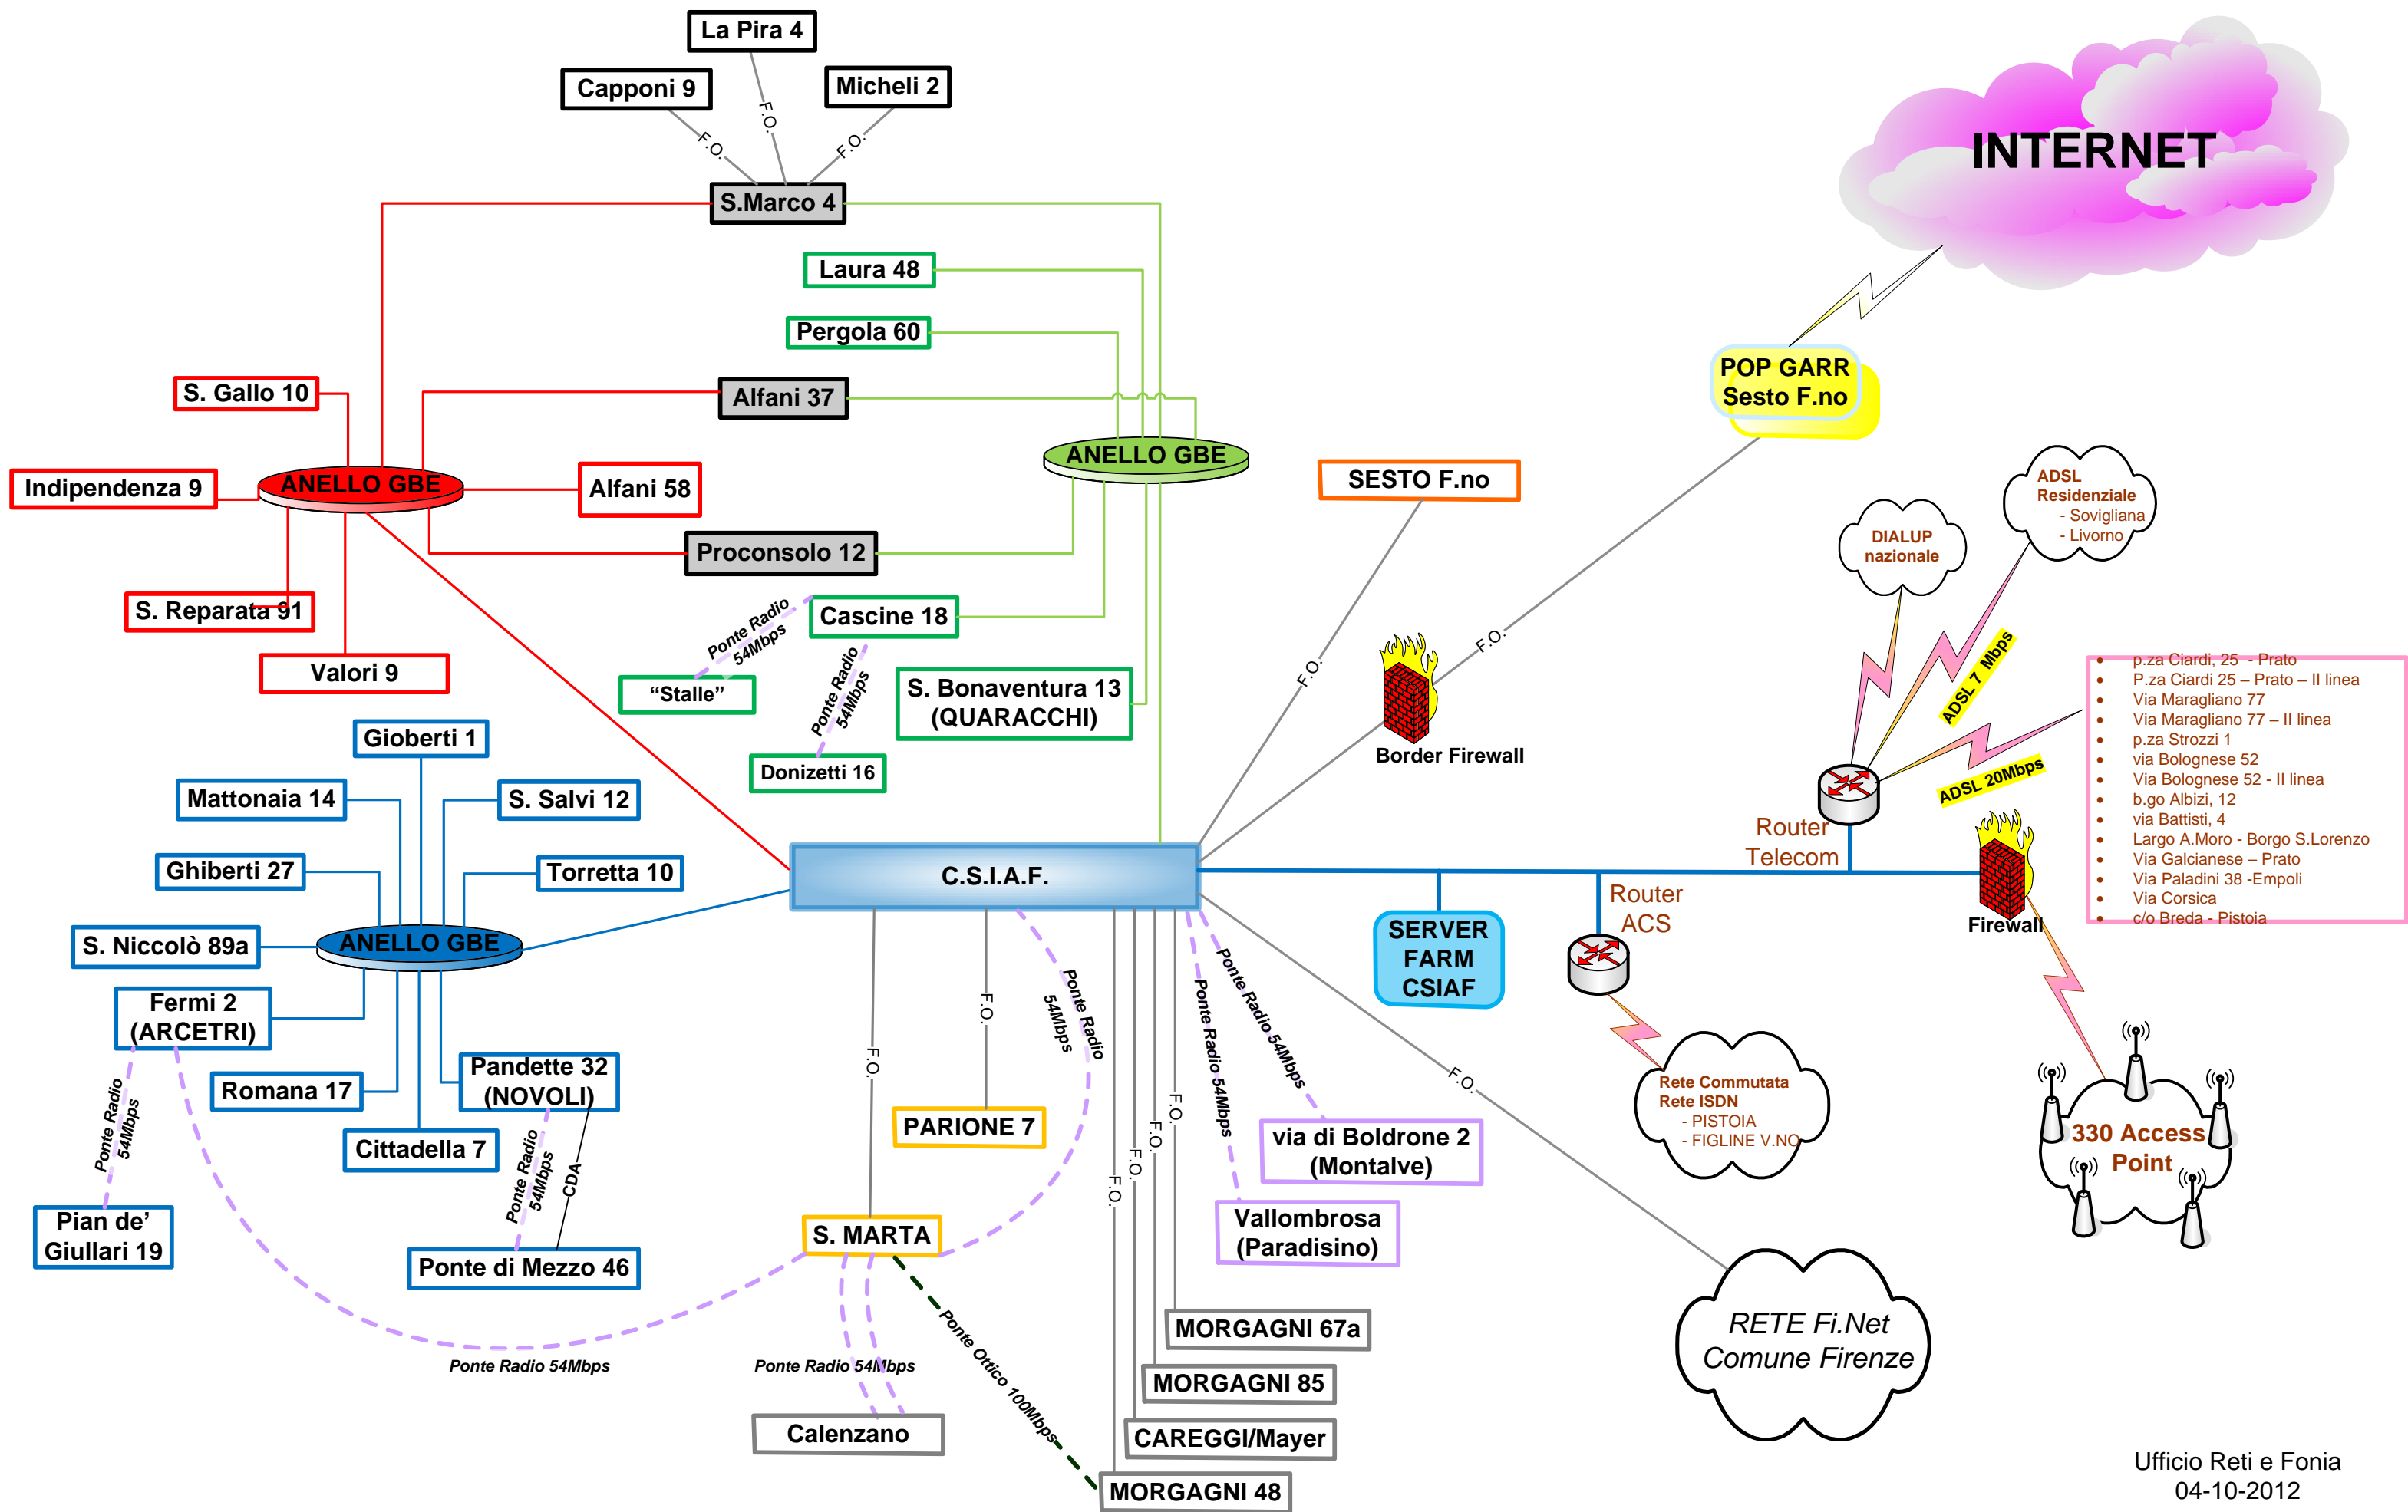 La Pira 4
Capponi 9
Micheli 2
F.O.
F.O.
F.O.
S.Marco 4
INTERNET
Laura 48
Pergola 60
S. Gallo 10
Alfani 37
POP GARR
Sesto F.no
ANELLO GBE
ANELLO GBE
Indipendenza 9
Alfani 58
SESTO F.no
ADSL
Residenziale
- Sovigliana
- Livorno
DIALUP
nazionale
Proconsolo 12
S. Reparata 91
Ponte Radio
54Mbps
Cascine 18
Valori 9
"Stalle"
Ponte Radio
54Mbps
S. Bonaventura 13
(QUARACCHI)
F.O.
F.O.
ADSL 7 Mbps
• p.za Ciardi, 25 - Prato
• P.za Ciardi 25 – Prato – II linea
• Via Maragliano 77
• Via Maragliano 77 – II linea
• p.za Strozzi 1
• via Bolognese 52
• Via Bolognese 52 - II linea
• b.go Albizi, 12
• via Battisti, 4
• Largo A.Moro - Borgo S.Lorenzo
• Via Galcianese – Prato
• Via Paladini 38 -Empoli
• Via Corsica
• c/o Breda - Pistoia
Gioberti 1
Donizetti 16
Border Firewall
ADSL 20Mbps
Mattonaia 14
S. Salvi 12
Router
Telecom
Ghiberti 27
Torretta 10
C.S.I.A.F.
Router
ACS
Firewall
S. Niccolò 89a
ANELLO GBE
SERVER
FARM
CSIAF
Fermi 2
(ARCETRI)
F.O.
F.O.
Ponte Radio
54Mbps
Ponte Radio 54Mbps
Ponte Radio 54Mbps
F.O.
Pandette 32
(NOVOLI)
Romana 17
Ponte Radio
54Mbps
Cittadella 7
Ponte Radio
54Mbps
CDA
PARIONE 7
F.O.
F.O.
F.O.
F.O.
via di Boldrone 2
(Montalve)
Rete Commutata
Rete ISDN
- PISTOIA
- FIGLINE V.NO
330 Access
Point
Pian de’
Giullari 19
Ponte di Mezzo 46
S. MARTA
Vallombrosa
(Paradisino)
Ponte Radio 54Mbps
Ponte Radio 54Mbps
Ponte Ottico 100Mbps
MORGAGNI 67a
RETE Fi.Net
Comune Firenze
MORGAGNI 85
Calenzano
CAREGGI/Mayer
MORGAGNI 48
Ufficio Reti e Fonia
04-10-2012